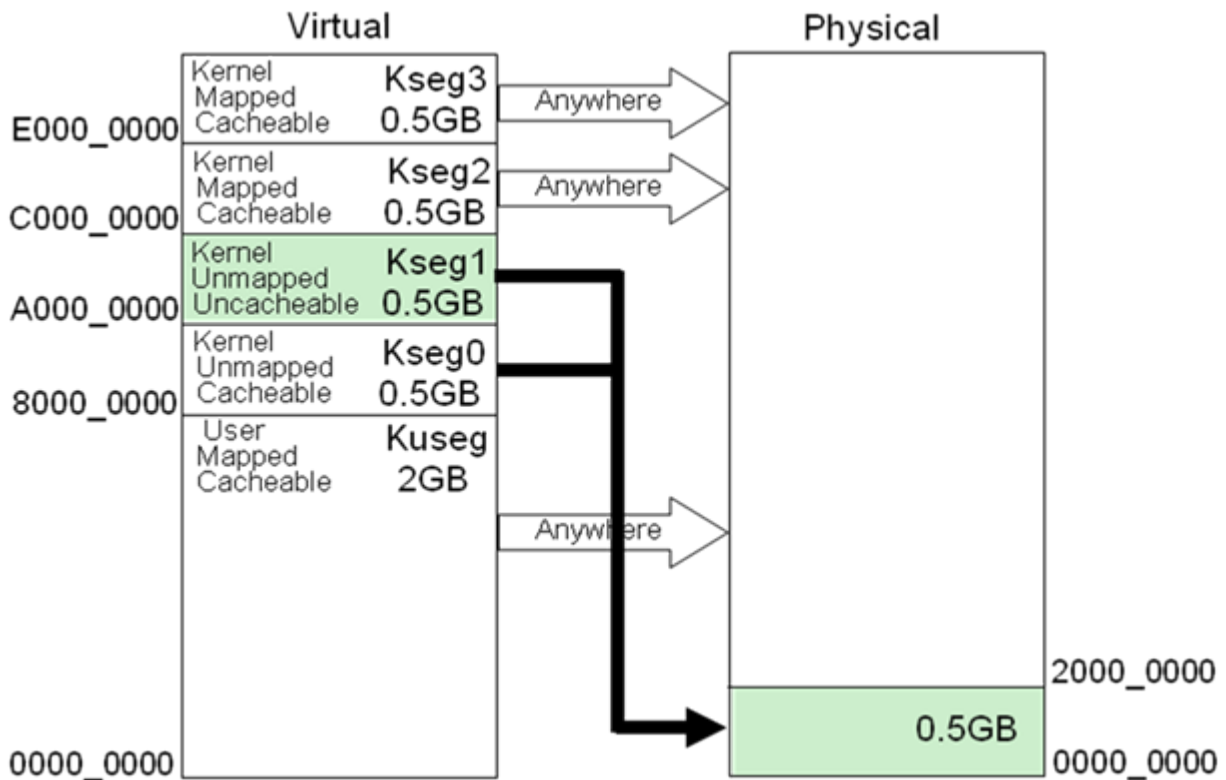 Virtual
Physical
Kernel
Mapped
Cacheable
Kseg3
0.5GB
Anywhere
E000_0000
Kernel
Mapped
Cacheable
Kseg2
0.5GB
Anywhere
C000_0000
Kernel
Unmapped
Uncacheable
Kseg1
0.5GB
A000_0000
Kernel
Unmapped
Cacheable
Kseg0
0.5GB
8000_0000
User
Mapped
Cacheable
Kuseg
2GB
Anywhere
2000_0000
0.5GB
0000_0000
0000_0000